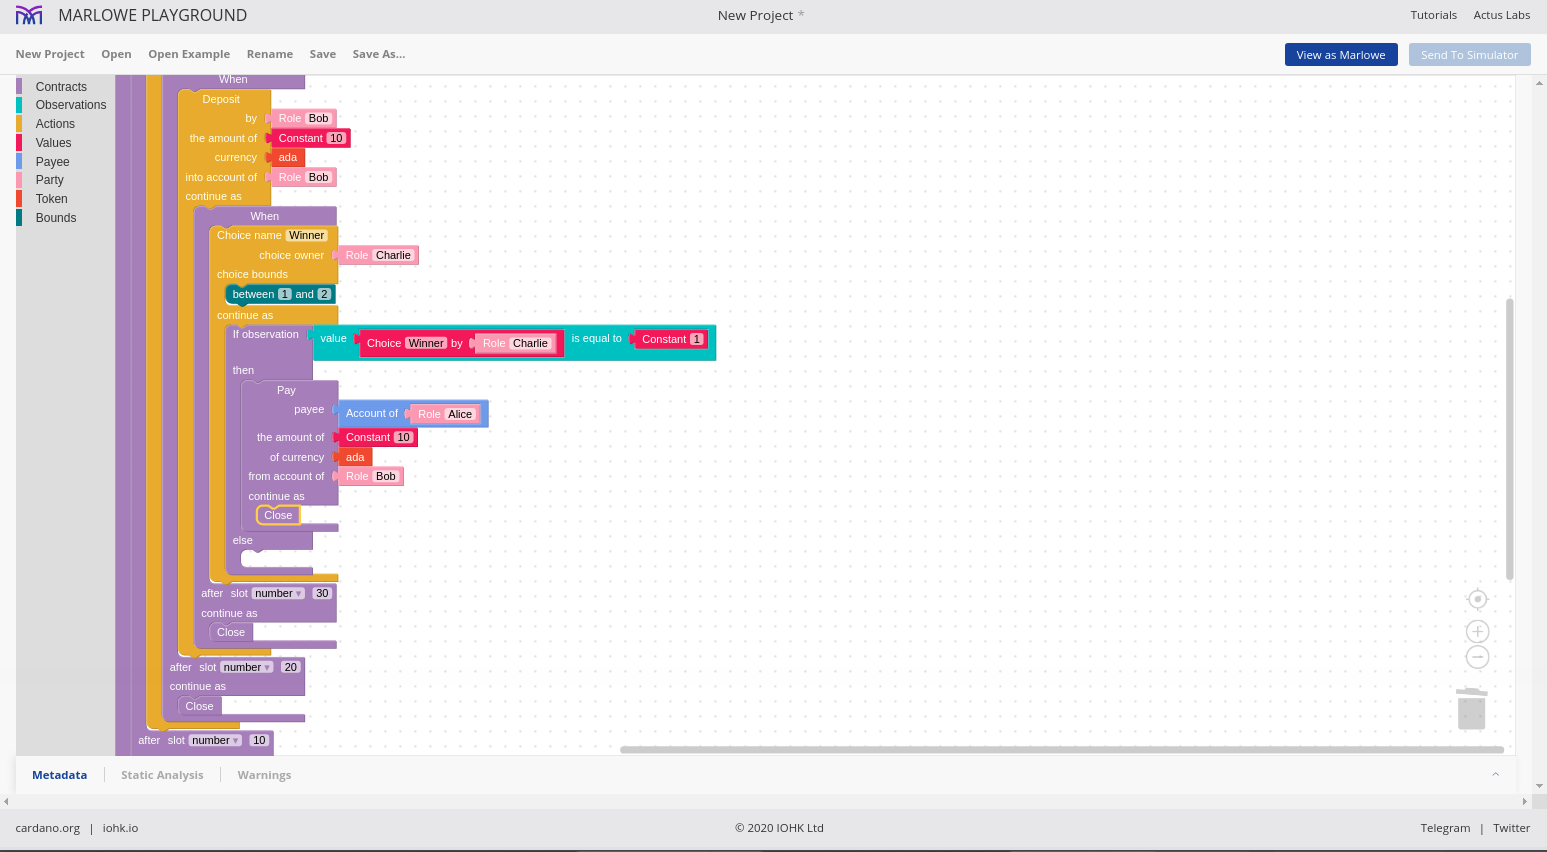 MARLOWE PLAYGROUND
New Project *
Tutorials Actus Labs
New Project Open Open Example Rename Save Save As...
View as Marlowe Send To Simulator
Contracts
Observations
Actions
Values
Payee
Party
Token
Bounds
When
Deposit
by Role Bob
the amount of Constant 10
currency ada
into account of Role Bob
continue as
When
Choice name Winner
choice owner Role Charlie
choice bounds
between 1 and 2
continue as
If observation value Choice Winner by Role Charlie is equal to Constant 1
then
Pay
payee Account of Role Alice
the amount of Constant 10
of currency ada
from account of Role Bob
continue as
Close
else
after slot number 30
continue as
Close
after slot number 20
continue as
Close
after slot number 10
Metadata Static Analysis Warnings
cardano.org | iohk.io
© 2020 IOHK Ltd
Telegram | Twitter